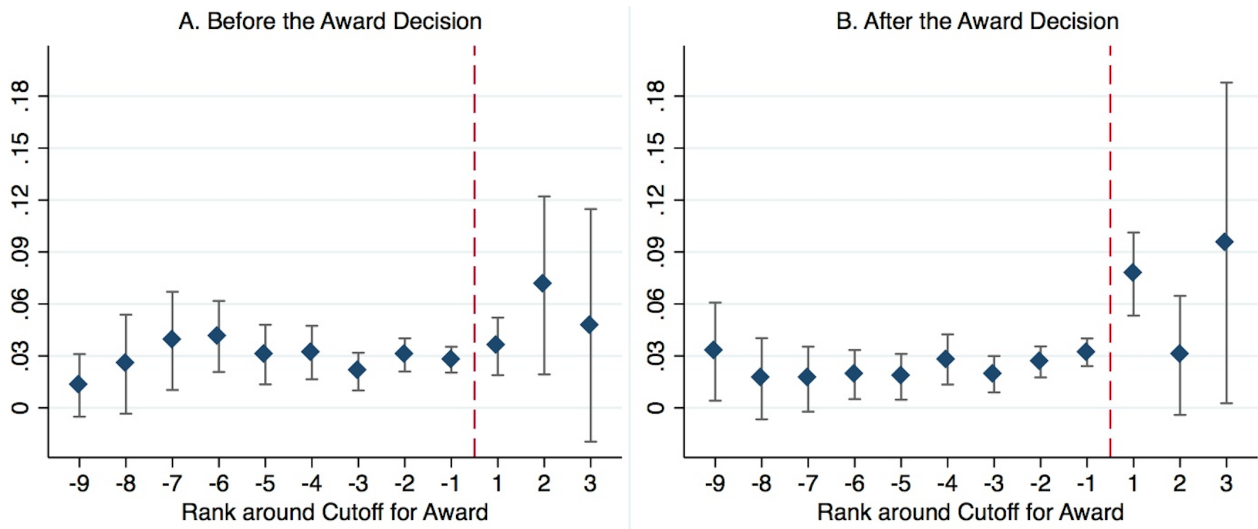 A. Before the Award Decision
.18
.15
.12
.09
.06
.03
0
-9 -8 -7 -6 -5 -4 -3 -2 -1 1 2 3
Rank around Cutoff for Award
B. After the Award Decision
.18
.15
.12
.09
.06
.03
0
-9 -8 -7 -6 -5 -4 -3 -2 -1 1 2 3
Rank around Cutoff for Award